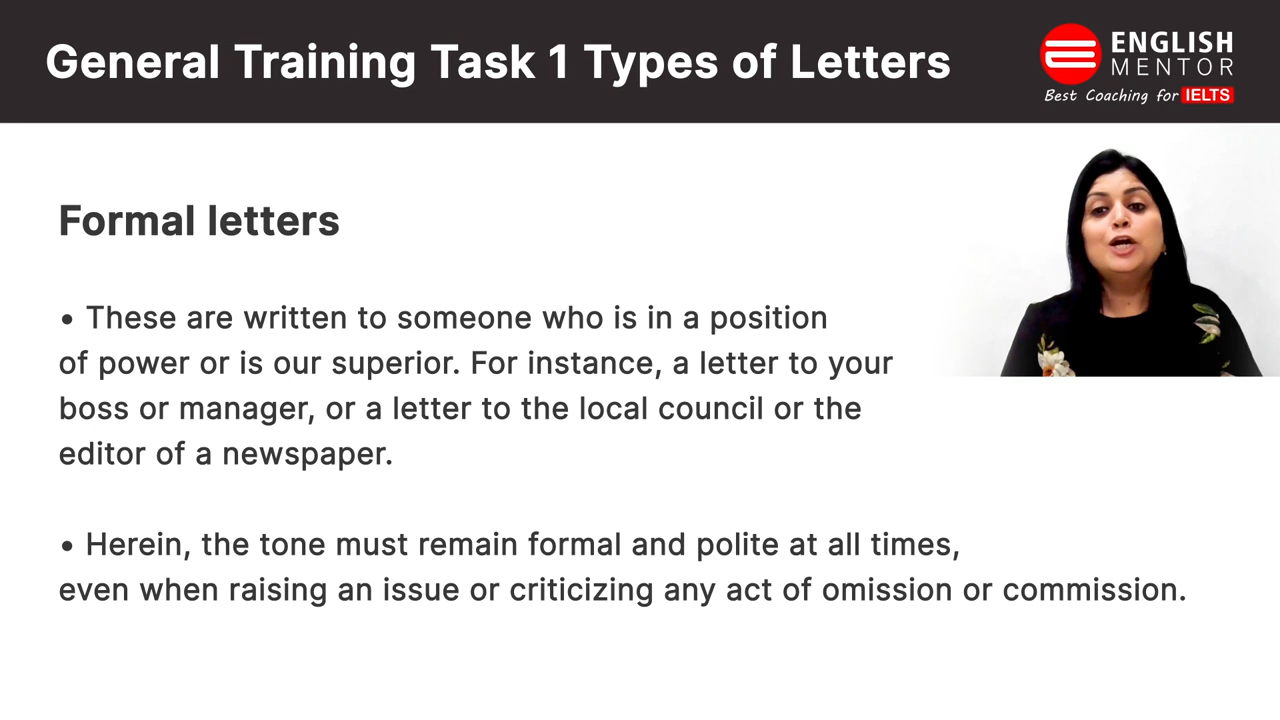 General Training Task 1 Types of Letters
ENGLISH
MENTOR
Best Coaching for IELTS
Formal letters
• These are written to someone who is in a position
of power or is our superior. For instance, a letter to your
boss or manager, or a letter to the local council or the
editor of a newspaper.
• Herein, the tone must remain formal and polite at all times,
even when raising an issue or criticizing any act of omission or commission.